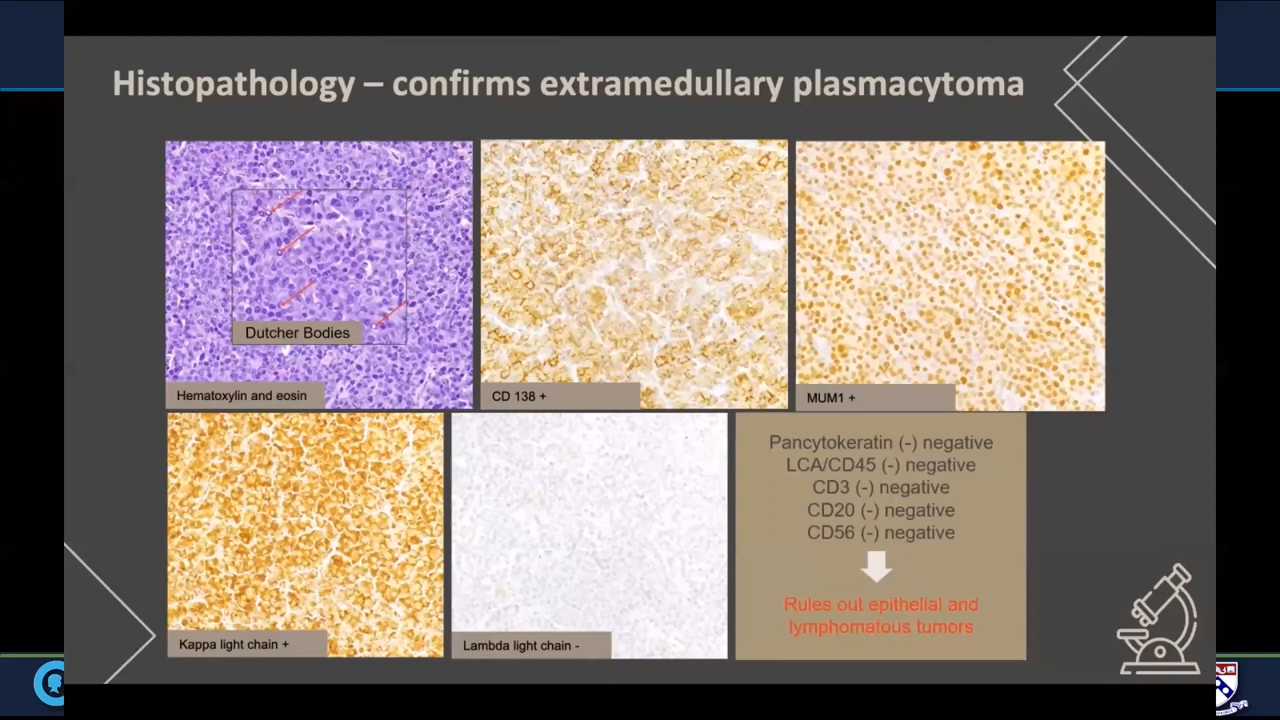 Histopathology – confirms extramedullary plasmacytoma
Dutcher Bodies
Hematoxylin and eosin
CD 138 +
MUM1 +
Kappa light chain +
Lambda light chain -
Pancytokeratin (-) negative
LCA/CD45 (-) negative
CD3 (-) negative
CD20 (-) negative
CD56 (-) negative
Rules out epithelial and
lymphomatous tumors